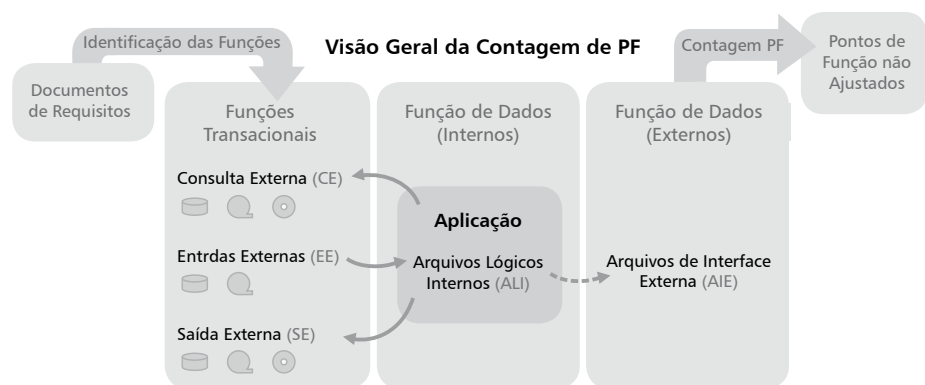 Identificação das Funções
Visão Geral da Contagem de PF
Contagem PF
Pontos de
Função não
Ajustados
Documentos
de Requisitos
Funções
Transacionais
Função de Dados
(Internos)
Função de Dados
(Externos)
Consulta Externa (CE)
Aplicação
Entrdas Externas (EE)
Arquivos Lógicos
Internos (ALI)
Arquivos de Interface
Externa (AIE)
Saída Externa (SE)